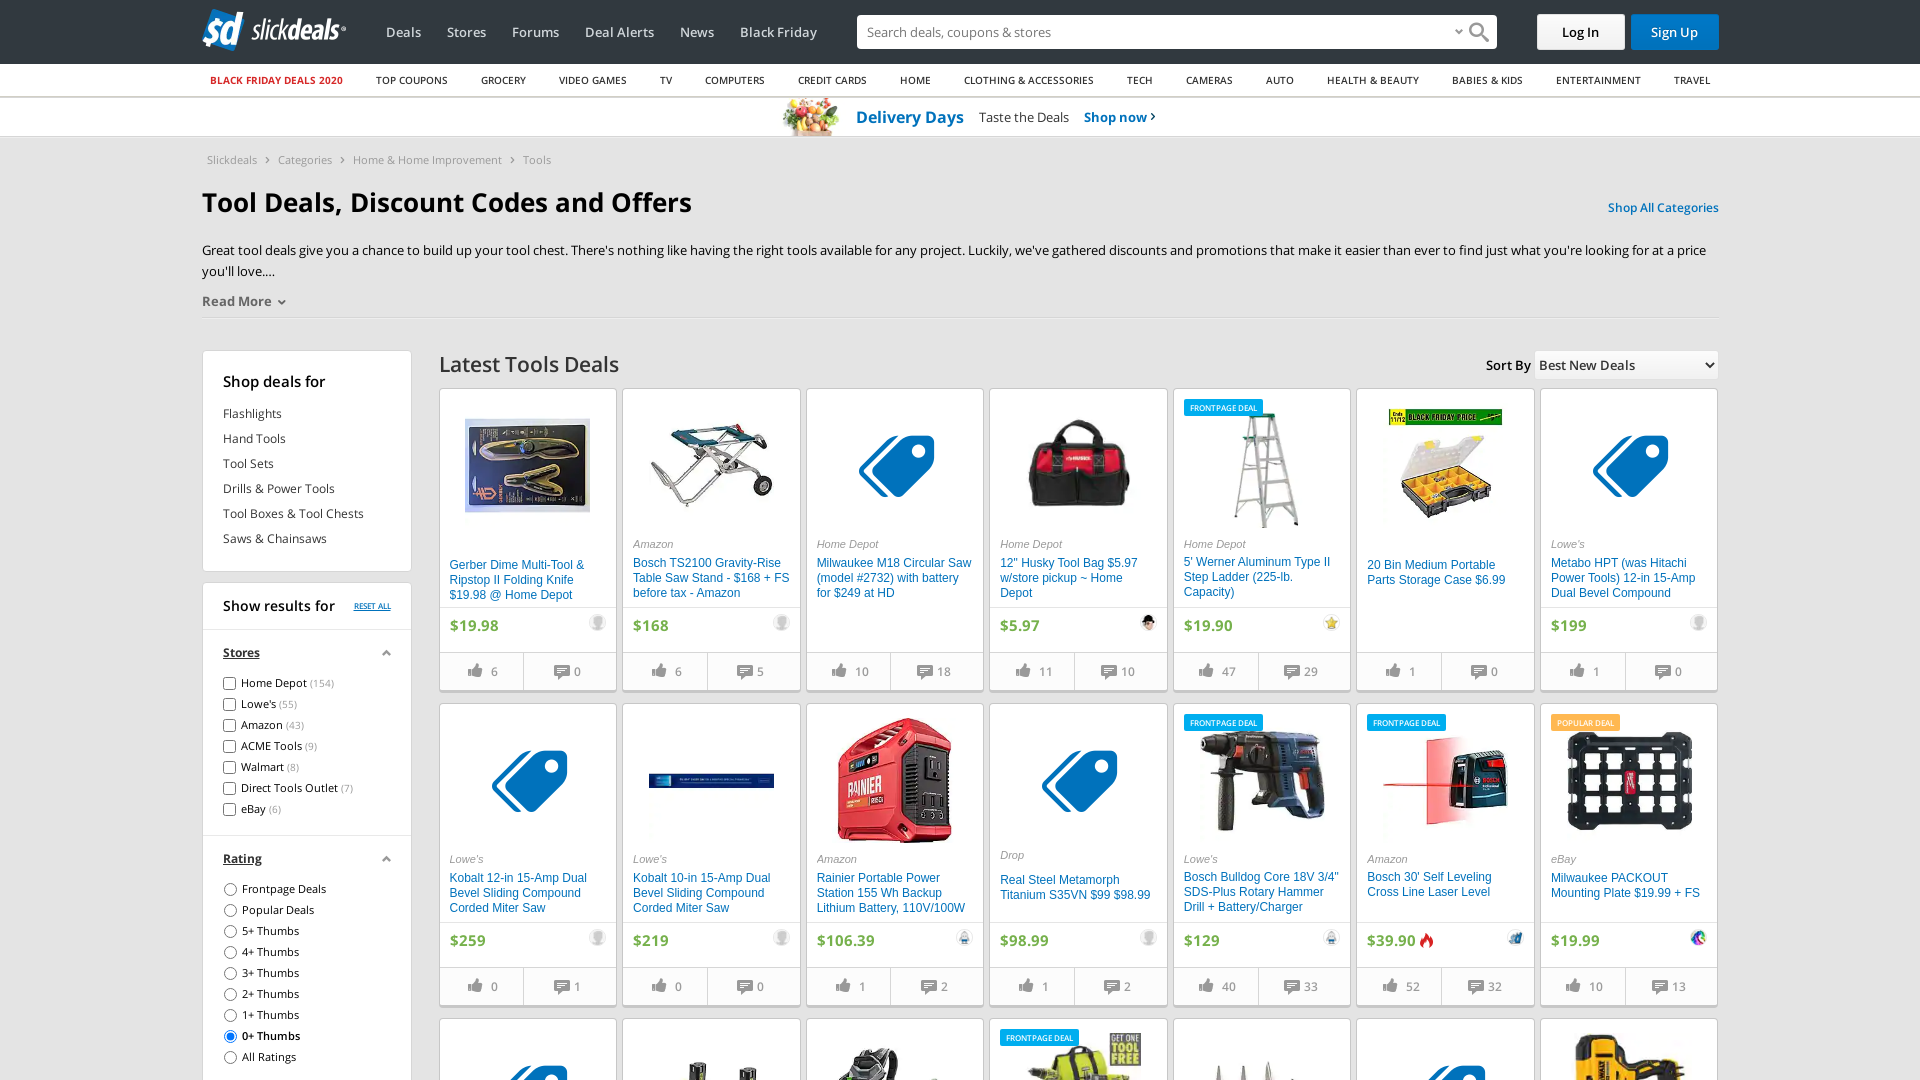 slickdeals
Deals
Stores
Forums
Deal Alerts
News
Black Friday
Search deals, coupons & stores
Log In
Sign Up
BLACK FRIDAY DEALS 2020
TOP COUPONS
GROCERY
VIDEO GAMES
TV
COMPUTERS
CREDIT CARDS
HOME
CLOTHING & ACCESSORIES
TECH
CAMERAS
AUTO
HEALTH & BEAUTY
BABIES & KIDS
ENTERTAINMENT
TRAVEL
Delivery Days Taste the Deals Shop now
Slickdeals > Categories > Home & Home Improvement > Tools
Tool Deals, Discount Codes and Offers
Shop All Categories
Great tool deals give you a chance to build up your tool chest. There's nothing like having the right tools available for any project. Luckily, we've gathered discounts and promotions that make it easier than ever to find just what you're looking for at a price
you'll love....
Read More
Shop deals for
Flashlights
Hand Tools
Tool Sets
Drills & Power Tools
Tool Boxes & Tool Chests
Saws & Chainsaws
Show results for
RESET ALL
Stores
Home Depot (154)
Lowe's (55)
Amazon (43)
ACME Tools (9)
Walmart (8)
Direct Tools Outlet (7)
eBay (6)
Rating
Frontpage Deals
Popular Deals
5+ Thumbs
4+ Thumbs
3+ Thumbs
2+ Thumbs
1+ Thumbs
0+ Thumbs
All Ratings
Latest Tools Deals
Sort By Best New Deals
Gerber Dime Multi-Tool &
Ripstop II Folding Knife
$19.98 @ Home Depot
$19.98
6
0
Amazon
Bosch TS2100 Gravity-Rise
Table Saw Stand - $168 + FS
before tax - Amazon
$168
6
5
Home Depot
Milwaukee M18 Circular Saw
(model #2732) with battery
for $249 at HD
10
18
Home Depot
12" Husky Tool Bag $5.97
w/store pickup ~ Home
Depot
$5.97
11
10
FRONTPAGE DEAL
Home Depot
5' Werner Aluminum Type II
Step Ladder (225-lb.
Capacity)
$19.90
47
29
Ends
11/12
BLACK FRIDAY PRICE
20 Bin Medium Portable
Parts Storage Case $6.99
1
0
Lowe's
Metabo HPT (was Hitachi
Power Tools) 12-in 15-Amp
Dual Bevel Compound
$199
1
0
Lowe's
Kobalt 12-in 15-Amp Dual
Bevel Sliding Compound
Corded Miter Saw
$259
0
1
Lowe's
Kobalt 10-in 15-Amp Dual
Bevel Sliding Compound
Corded Miter Saw
$219
0
0
RAINIER
Amazon
Rainier Portable Power
Station 155 Wh Backup
Lithium Battery, 110V/100W
$106.39
1
2
Drop
Real Steel Metamorph
Titanium S35VN $99 $98.99
$98.99
1
2
FRONTPAGE DEAL
Lowe's
Bosch Bulldog Core 18V 3/4"
SDS-Plus Rotary Hammer
Drill + Battery/Charger
$129
40
33
FRONTPAGE DEAL
Amazon
Bosch 30' Self Leveling
Cross Line Laser Level
$39.90
52
32
POPULAR DEAL
eBay
Milwaukee PACKOUT
Mounting Plate $19.99 + FS
$19.99
10
13
FRONTPAGE DEAL
GET ONE
TOOL
FREE